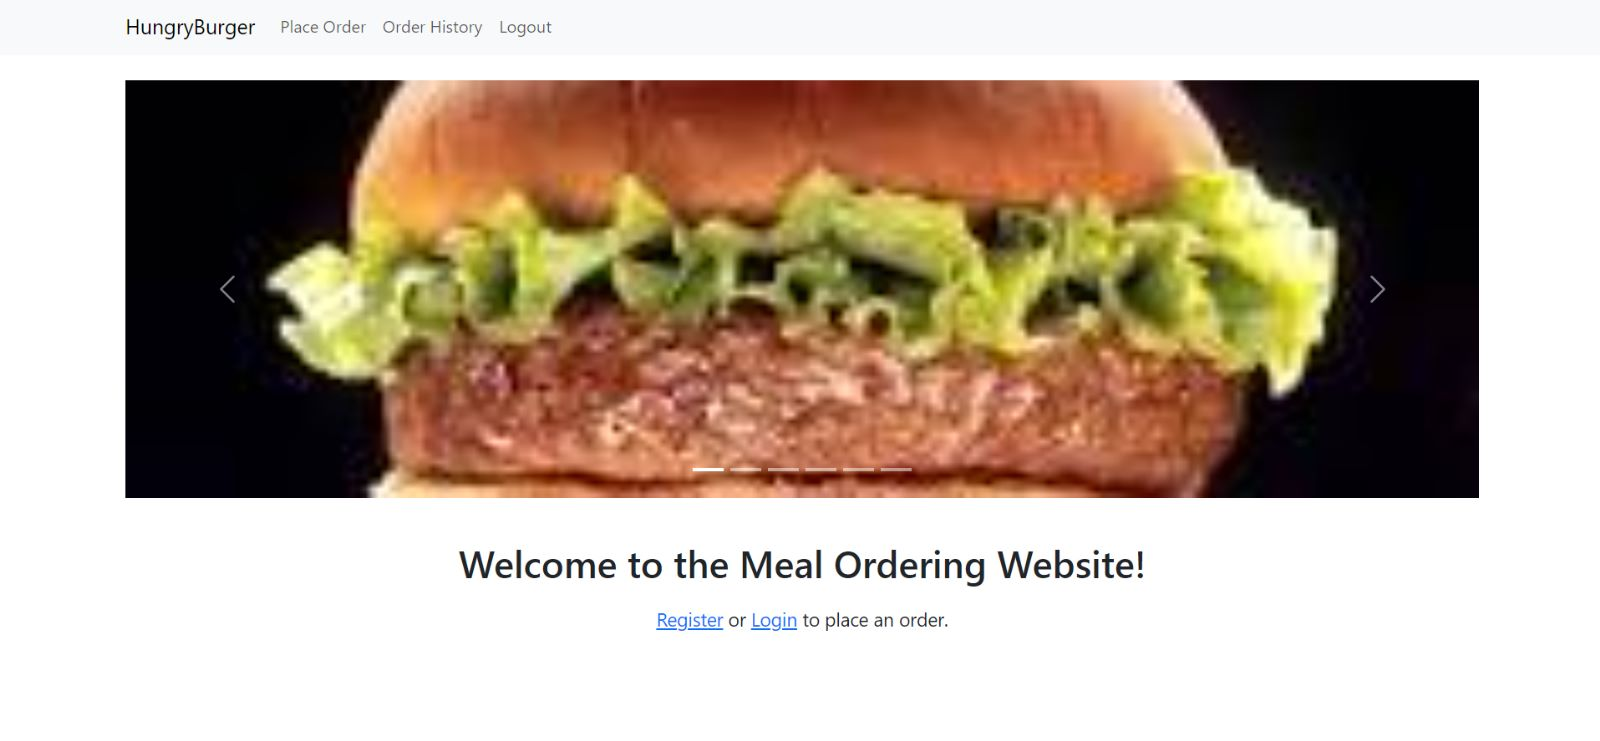 HungryBurger Place Order Order History Logout
Welcome to the Meal Ordering Website!
Register or Login to place an order.